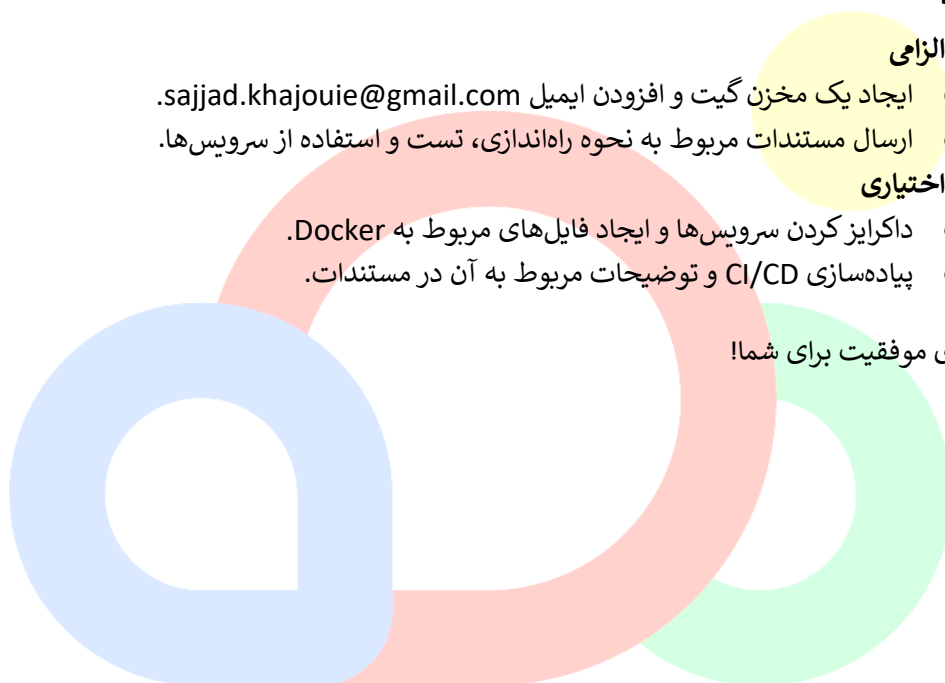 الزامی
ایجاد یک مخزن گیت و افزودن ایمیل sajjad.khajouie@gmail.com.
ارسال مستندات مربوط به نحوه راه‌اندازی، تست و استفاده از سرویس‌ها.
اختیاری
داکرایز کردن سرویس‌ها و ایجاد فایل‌های مربوط به Docker.
پیاده‌سازی CI/CD و توضیحات مربوط به آن در مستندات.
موفقیت برای شما!